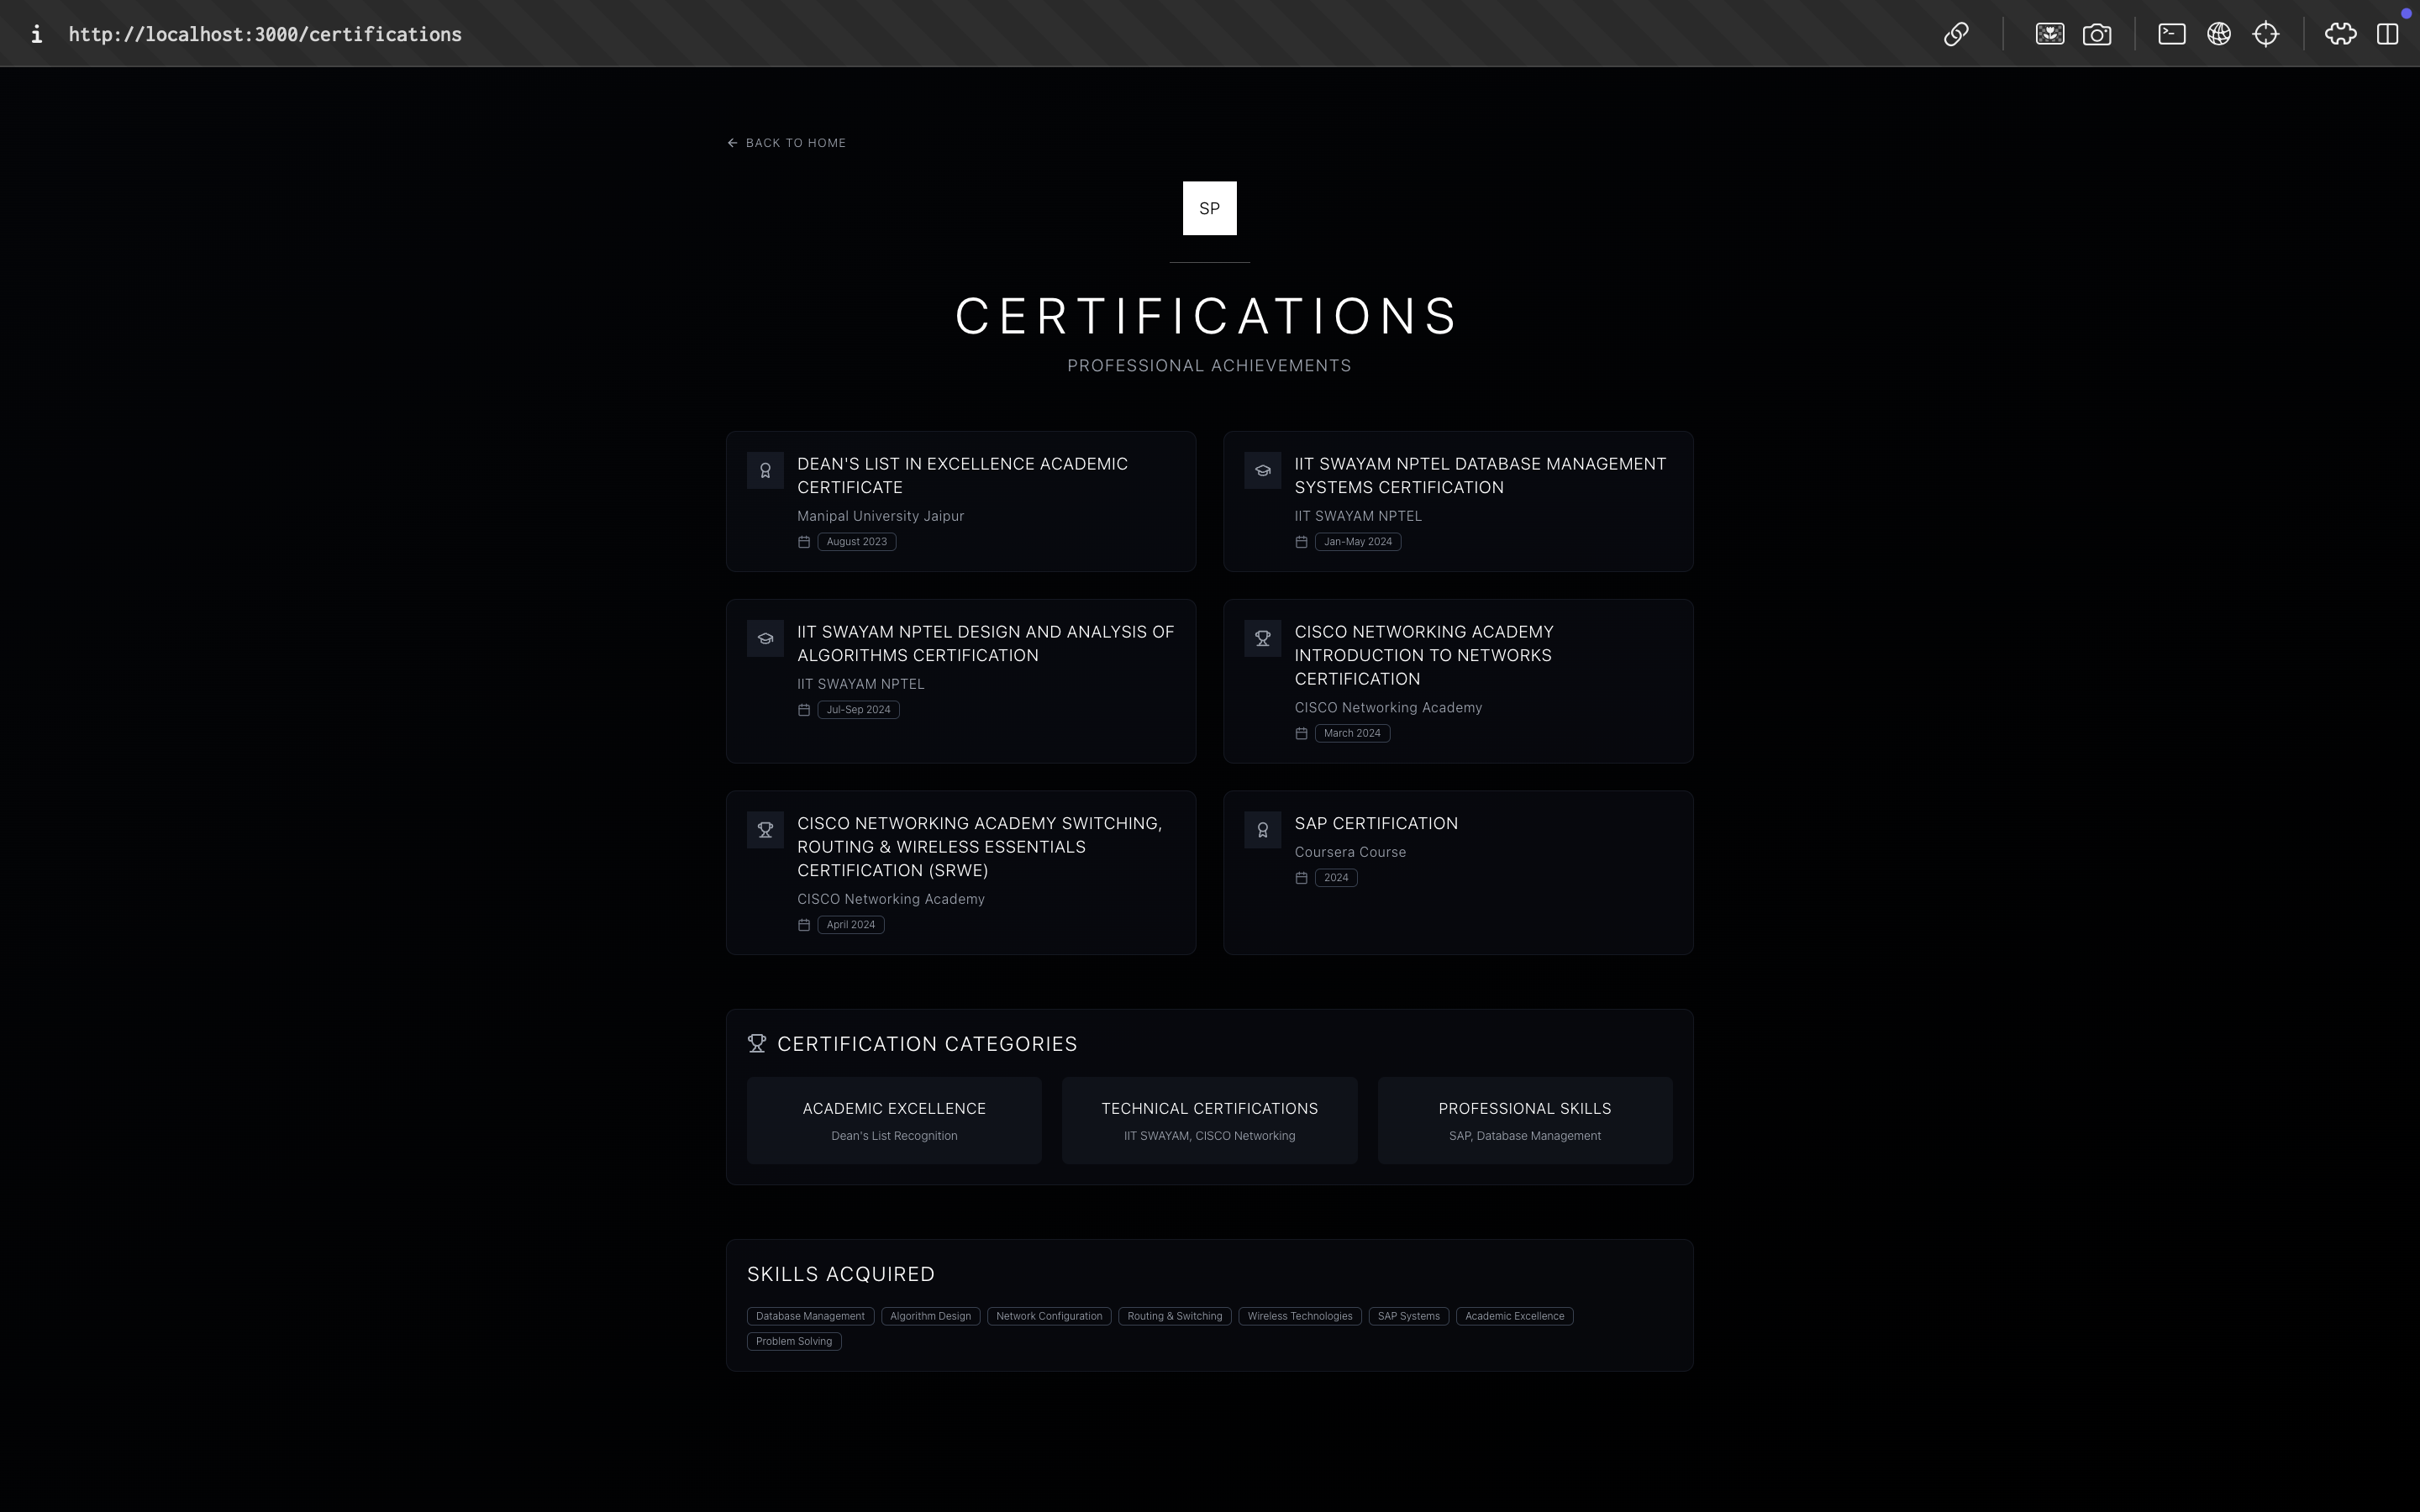 http://localhost:3000/certifications
BACK TO HOME
SP
CERTIFICATIONS
PROFESSIONAL ACHIEVEMENTS
DEAN'S LIST IN EXCELLENCE ACADEMIC
CERTIFICATE
Manipal University Jaipur
August 2023
IIT SWAYAM NPTEL DATABASE MANAGEMENT
SYSTEMS CERTIFICATION
IIT SWAYAM NPTEL
Jan-May 2024
IIT SWAYAM NPTEL DESIGN AND ANALYSIS OF
ALGORITHMS CERTIFICATION
IIT SWAYAM NPTEL
Jul-Sep 2024
CISCO NETWORKING ACADEMY
INTRODUCTION TO NETWORKS
CERTIFICATION
CISCO Networking Academy
March 2024
CISCO NETWORKING ACADEMY SWITCHING,
ROUTING & WIRELESS ESSENTIALS
CERTIFICATION (SRWE)
CISCO Networking Academy
April 2024
SAP CERTIFICATION
Coursera Course
2024
CERTIFICATION CATEGORIES
ACADEMIC EXCELLENCE
Dean's List Recognition
TECHNICAL CERTIFICATIONS
IIT SWAYAM, CISCO Networking
PROFESSIONAL SKILLS
SAP, Database Management
SKILLS ACQUIRED
Database Management Algorithm Design Network Configuration Routing & Switching Wireless Technologies SAP Systems Academic Excellence
Problem Solving